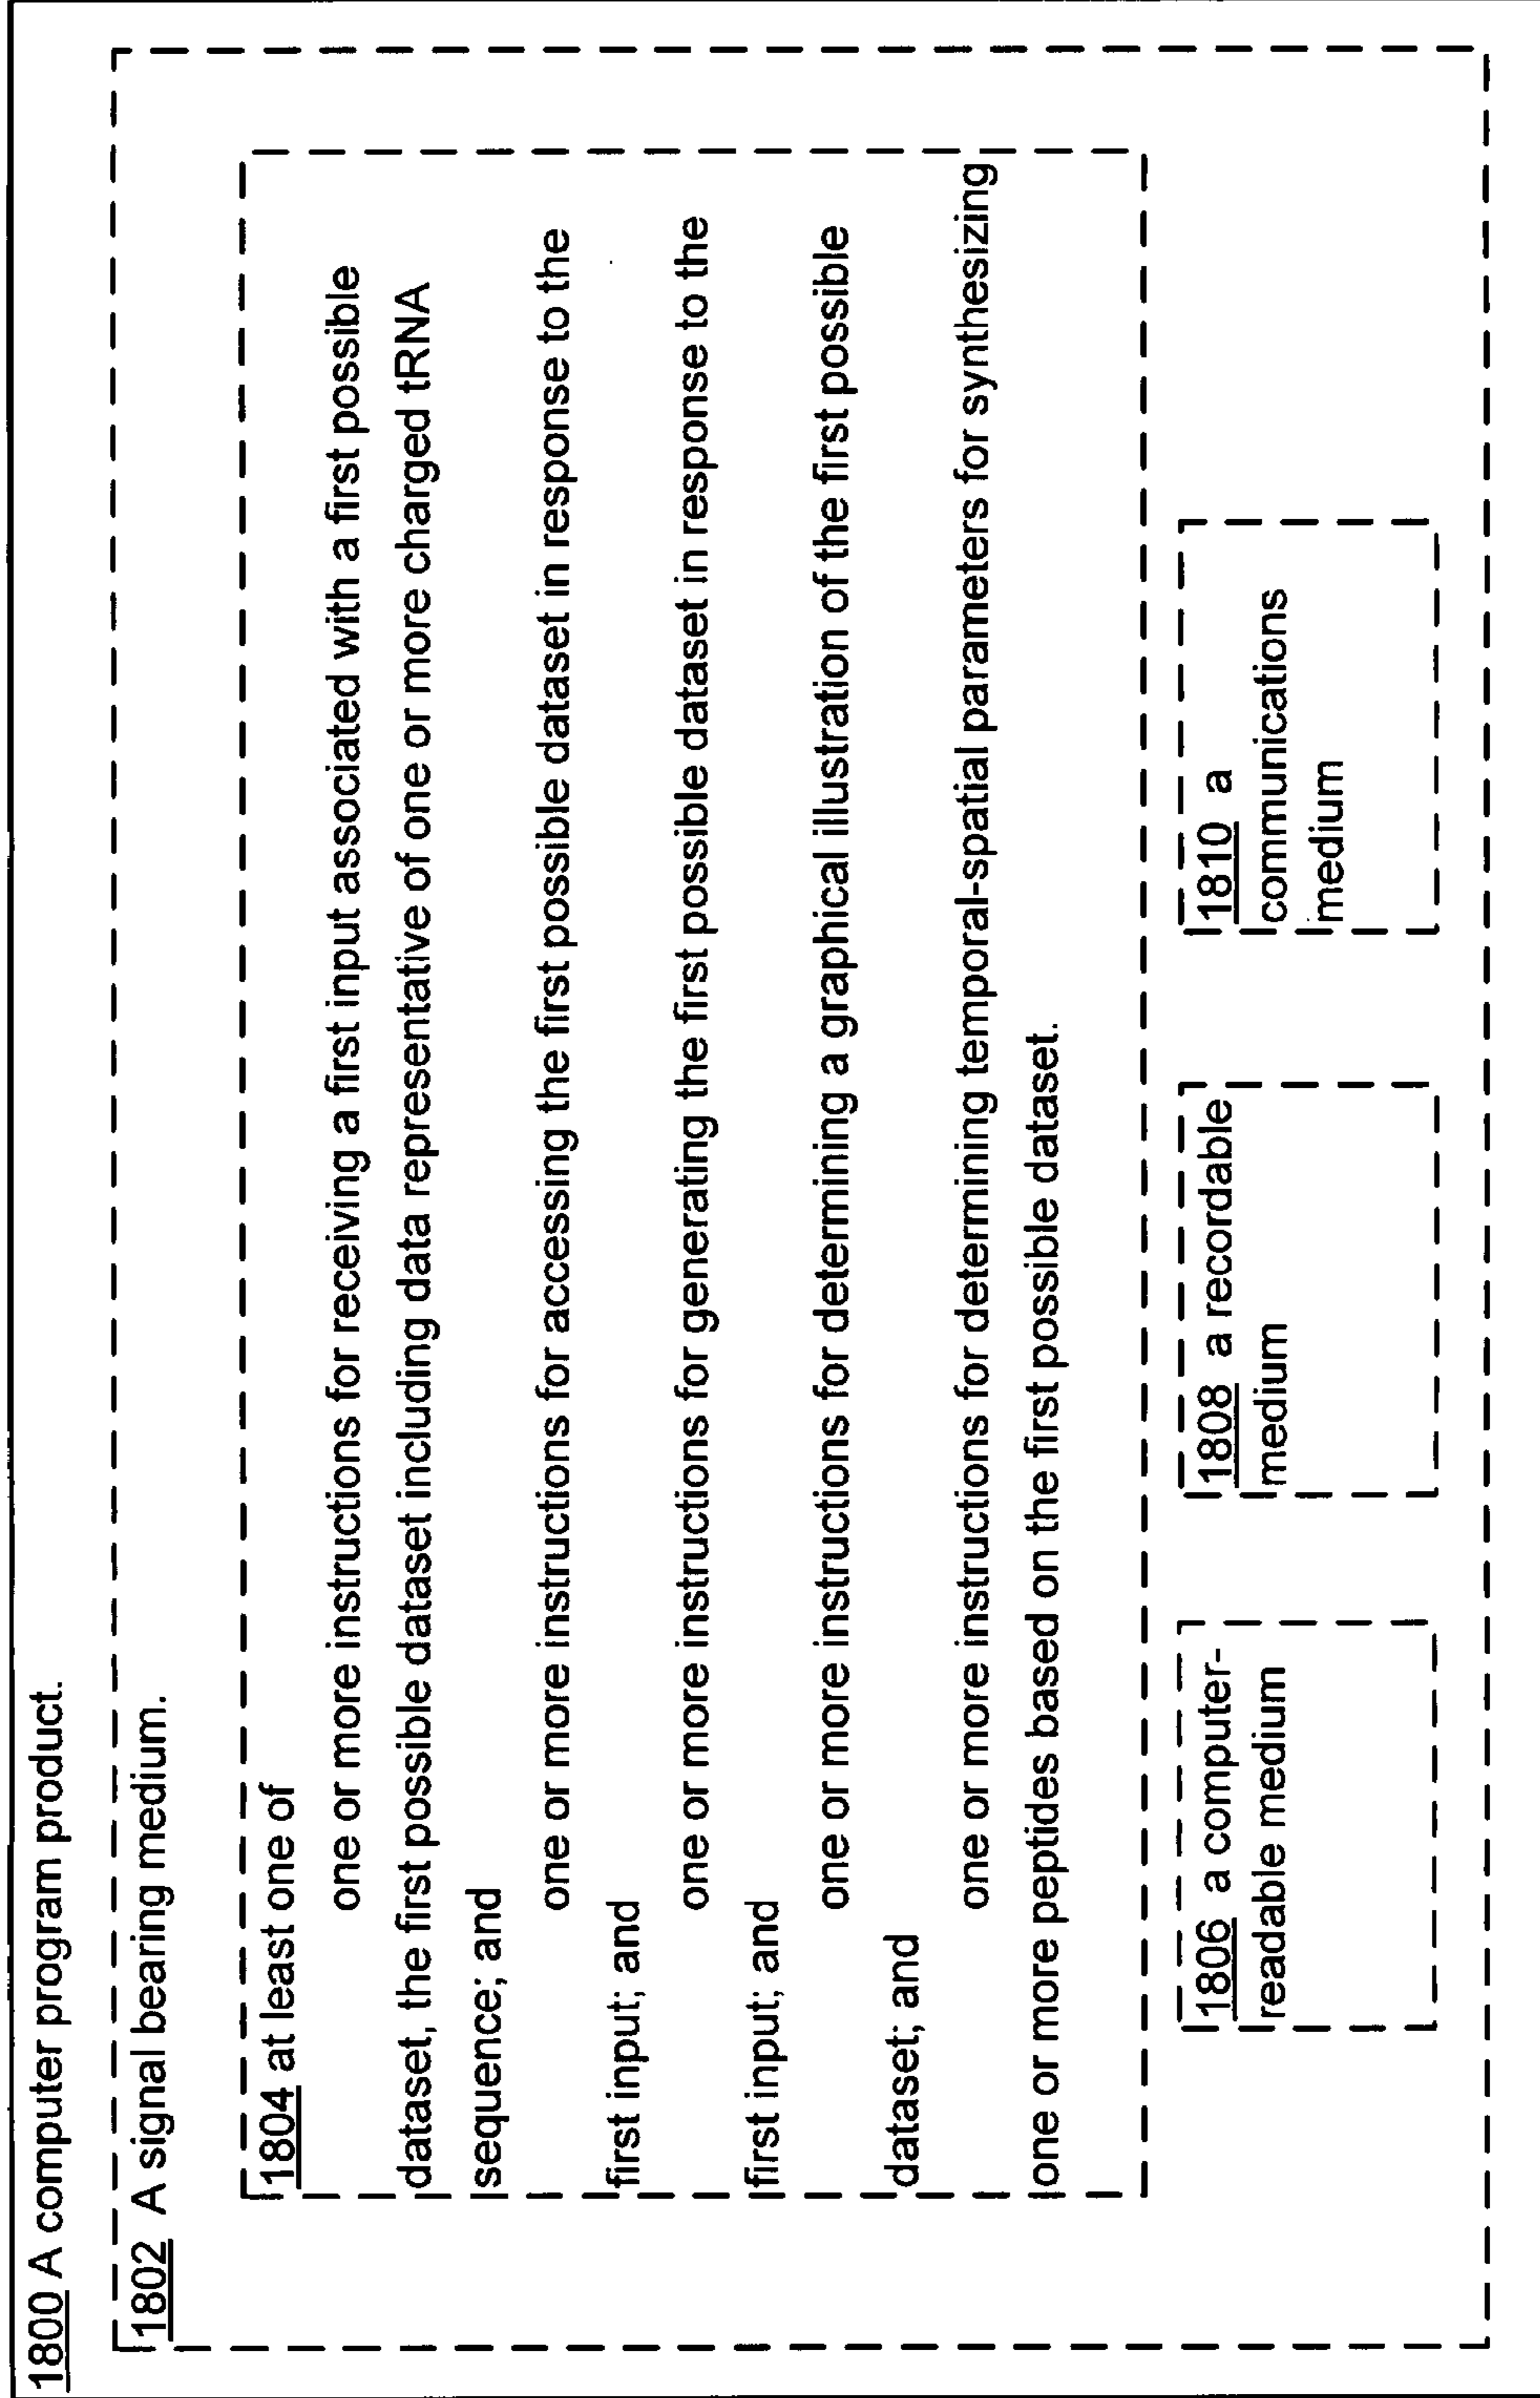 1800 A computer program product.
1802 A signal bearing medium.
1804 at least one of
one or more instructions for receiving a first input associated with a first possible
dataset, the first possible dataset including data representative of one or more charged tRNA
sequence; and
one or more instructions for accessing the first possible dataset in response to the
first input; and
one or more instructions for generating the first possible dataset in response to the
first input; and
one or more instructions for determining a graphical illustration of the first possible
dataset; and
one or more instructions for determining temporal-spatial parameters for synthesizing
one or more peptides based on the first possible dataset.
1806 a computer-
readable medium
1808 a recordable
medium
1810 a
communications
medium